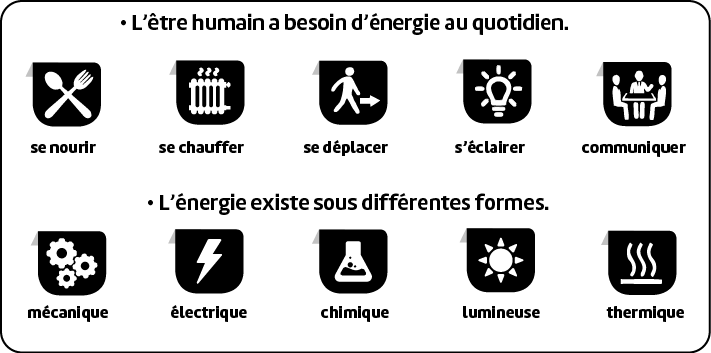 • L'être humain a besoin d'énergie au quotidien.
se nourir
se chauffer
se déplacer
s'éclairer
communiquer
• L'énergie existe sous différentes formes.
mécanique
électrique
chimique
lumineuse
thermique